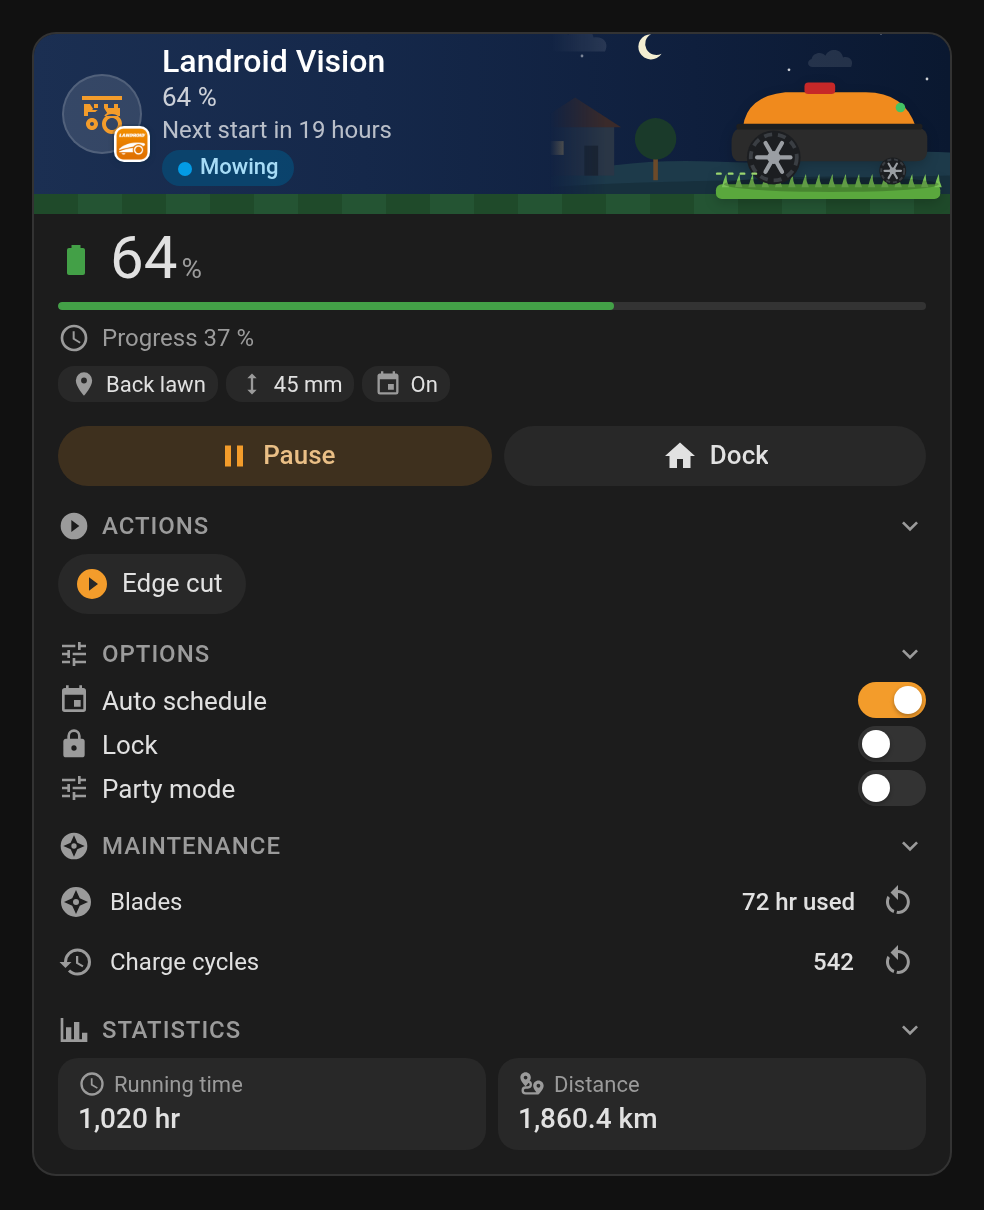 Landroid Vision
64 %
Next start in 19 hours
LANDROID
Mowing
64 %
Progress 37 %
Back lawn 45 mm On
Pause Dock
ACTIONS
Edge cut
OPTIONS
Auto schedule
Lock
Party mode
MAINTENANCE
Blades 72 hr used
Charge cycles 542
STATISTICS
Running time Distance
1,020 hr 1,860.4 km